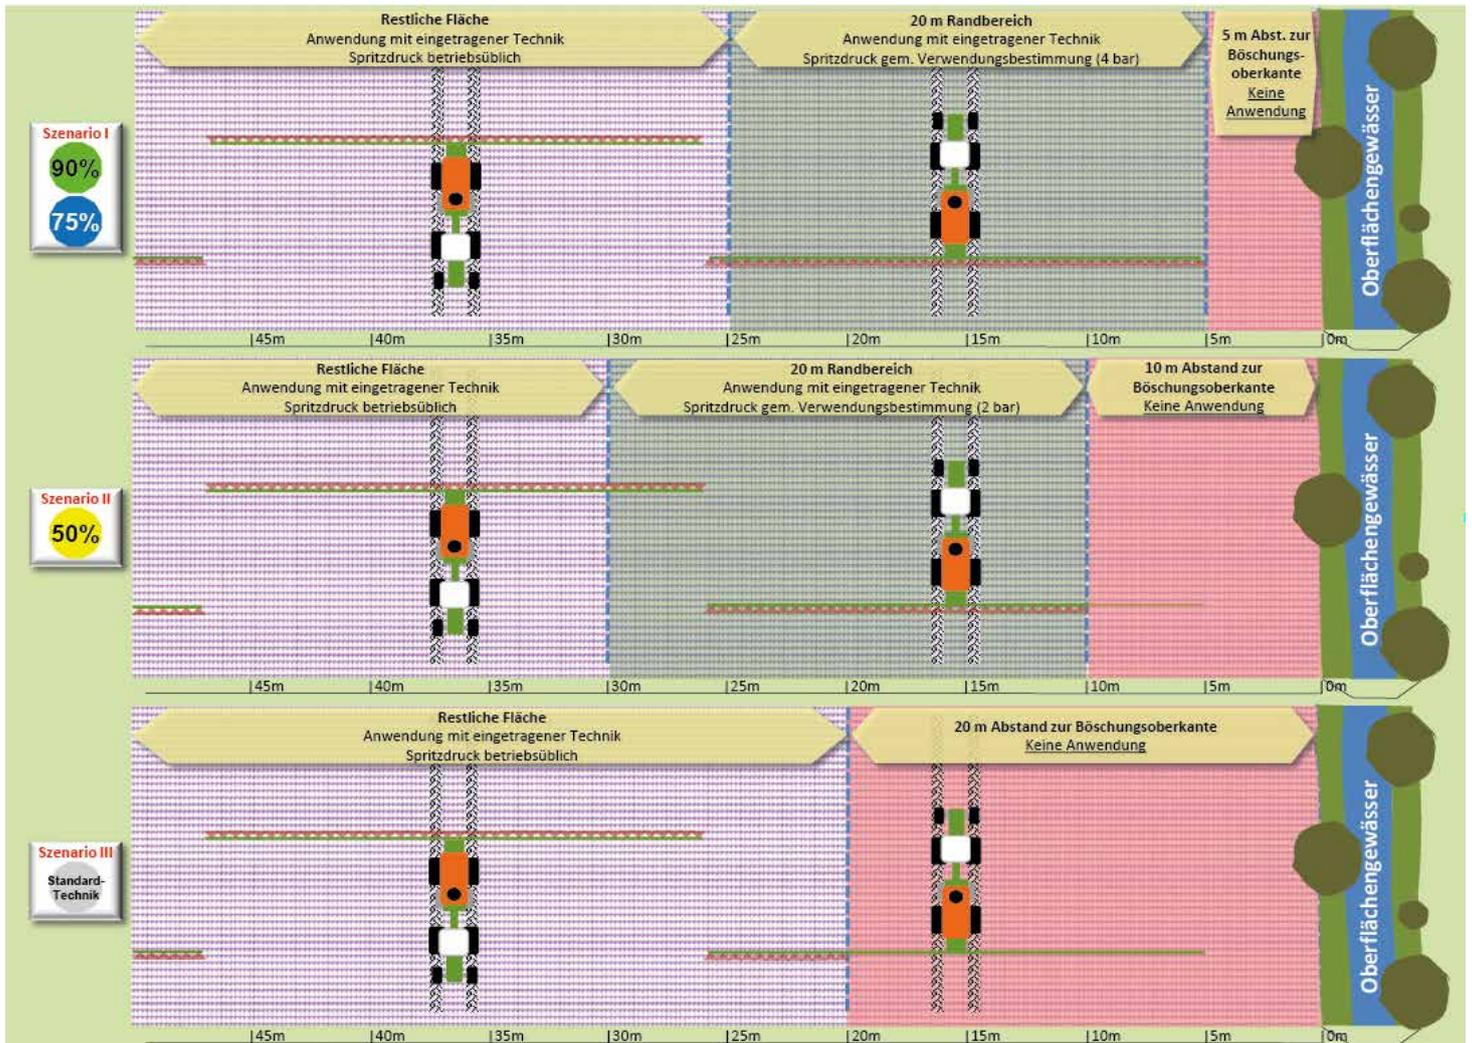 Restliche Fläche
Anwendung mit eingetragener Technik
Spritzdruck betriebsüblich
20 m Randbereich
Anwendung mit eingetragener Technik
Spritzdruck gem. Verwendungsbestimmung (4 bar)
5 m Abst. zur
Böschungs-
oberkante
Keine
Anwendung
Szenario I
90%
75%
Oberflächengewässer
|45m |40m |35m |30m |25m |20m |15m |10m |5m |0m
Restliche Fläche
Anwendung mit eingetragener Technik
Spritzdruck betriebsüblich
20 m Randbereich
Anwendung mit eingetragener Technik
Spritzdruck gem. Verwendungsbestimmung (2 bar)
10 m Abstand zur
Böschungsoberkante
Keine Anwendung
Szenario II
50%
Oberflächengewässer
|45m |40m |35m |30m |25m |20m |15m |10m |5m |0m
Restliche Fläche
Anwendung mit eingetragener Technik
Spritzdruck betriebsüblich
20 m Abstand zur Böschungsoberkante
Keine Anwendung
Szenario III
Standard-
Technik
Oberflächengewässer
|45m |40m |35m |30m |25m |20m |15m |10m |5m |0m